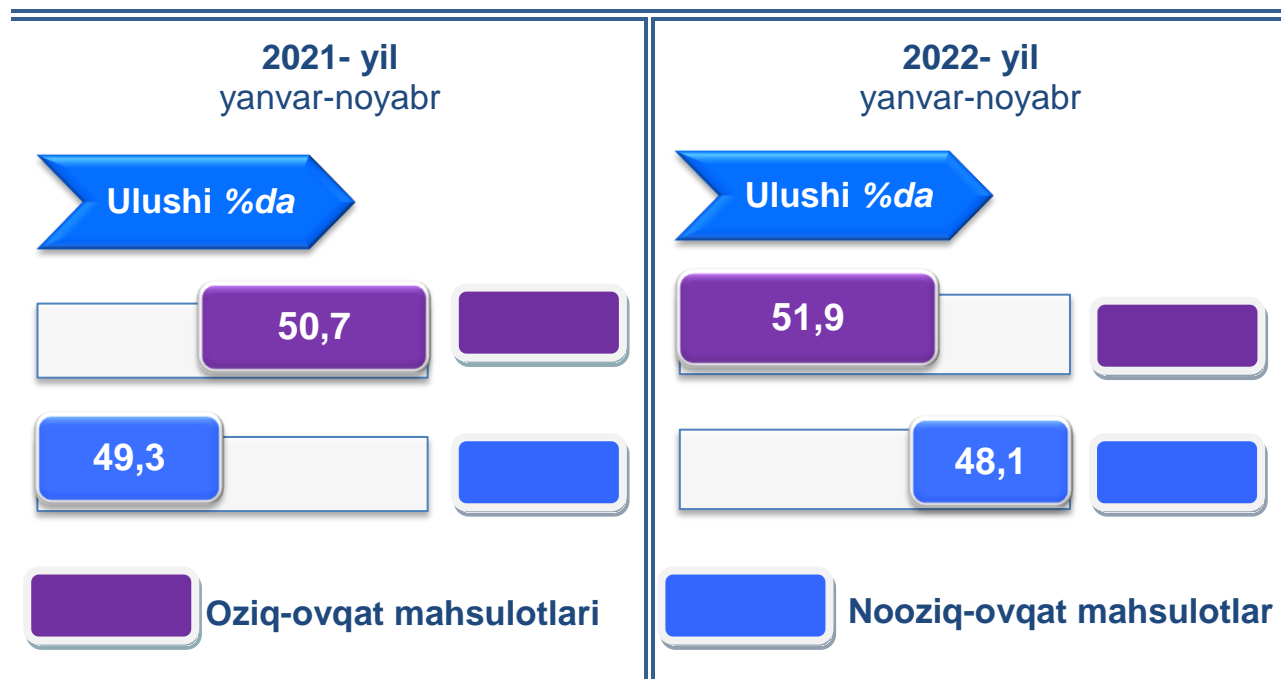 2021- yil
yanvar-noyabr
Ulushi %da
50,7
49,3
Oziq-ovqat mahsulotlari
2022- yil
yanvar-noyabr
Ulushi %da
51,9
48,1
Nooziq-ovqat mahsulotlar